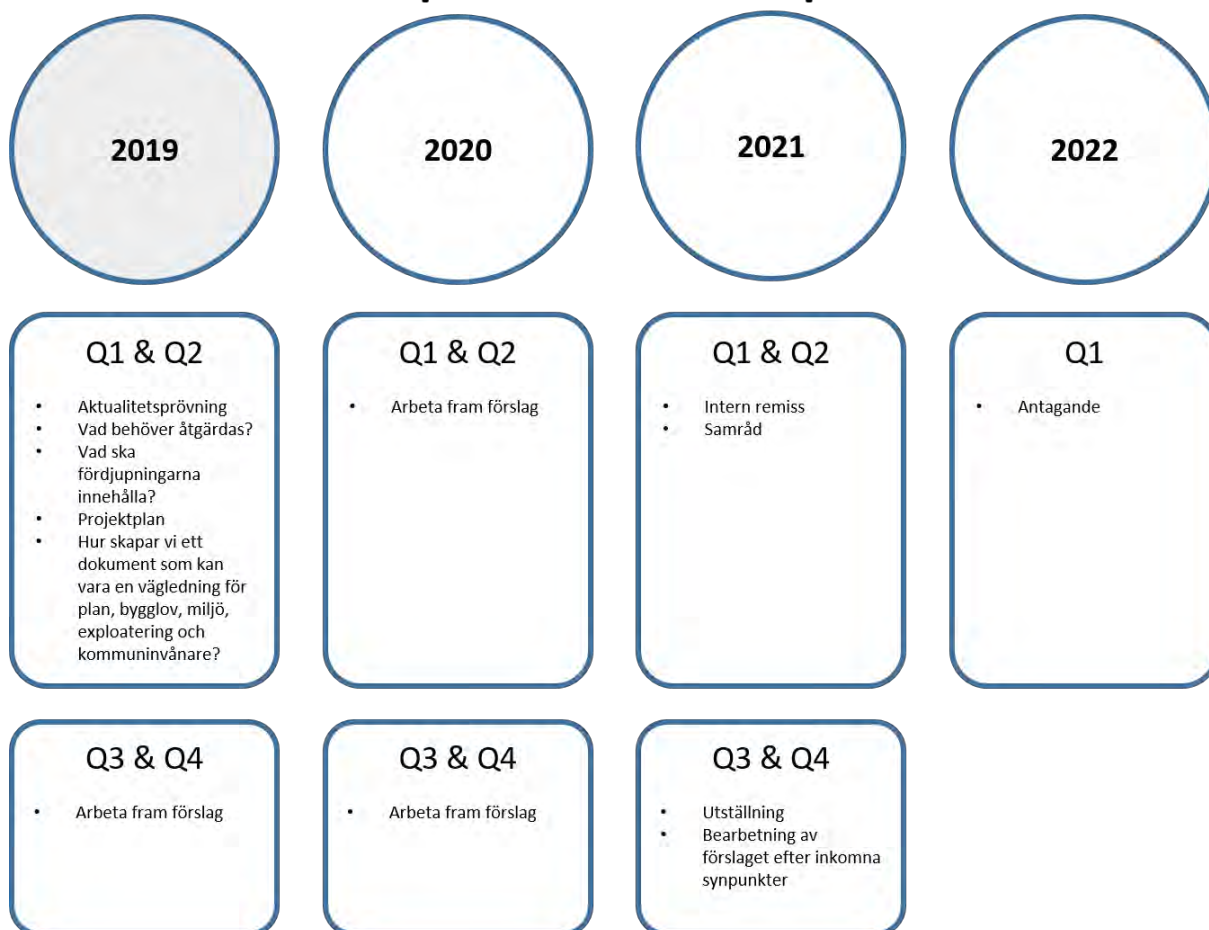 2019
2020
2021
2022
Q1 & Q2
• Aktualitetsprövning
• Vad behöver åtgärdas?
• Vad ska
fördjupningarna
innehålla?
• Projektplan
• Hur skapar vi ett
dokument som kan
vara en vägledning för
plan, bygglov, miljö,
exploatering och
kommuninvånare?
Q1 & Q2
• Arbeta fram förslag
Q1 & Q2
• Intern remiss
• Samråd
Q1
• Antagande
Q3 & Q4
• Arbeta fram förslag
Q3 & Q4
• Arbeta fram förslag
Q3 & Q4
• Utställning
• Bearbetning av
förslaget efter inkomna
synpunkter